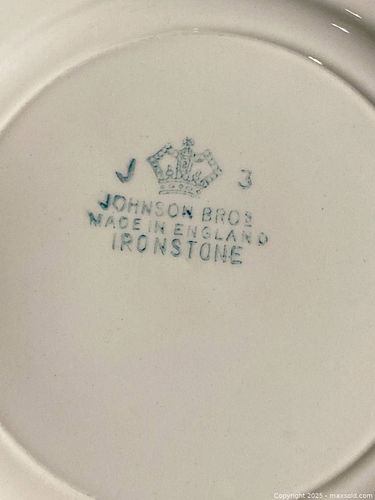 J 3
JOHNSON BROS
MADE IN ENGLAND
IRONSTONE
Copyright 2025 - maxsold.com